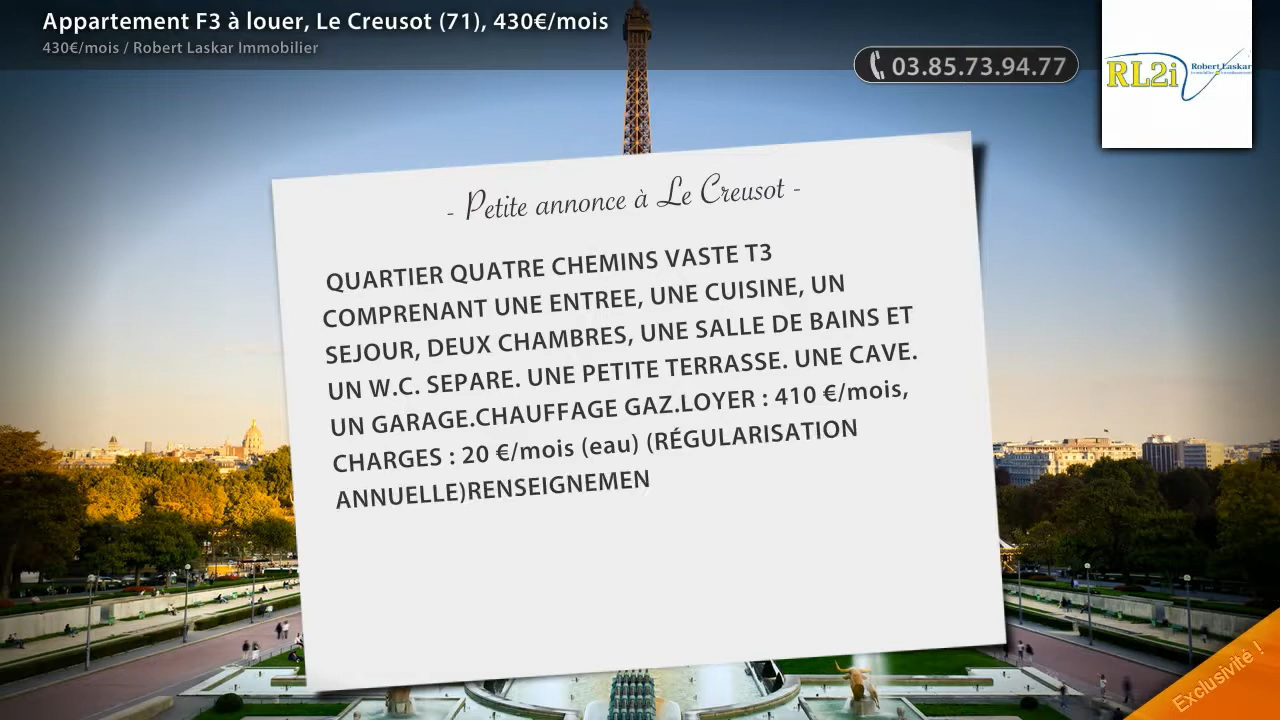 Appartement F3 à louer, Le Creusot (71), 430€/mois
430€/mois / Robert Laskar Immobilier
03.85.73.94.77
RL2i
Robert Laskar
- Petite annonce à Le Creusot -
QUARTIER QUATRE CHEMINS VASTE T3
COMPRENANT UNE ENTREE, UNE CUISINE, UN
SEJOUR, DEUX CHAMBRES, UNE SALLE DE BAINS ET
UN W.C. SEPARE. UNE PETITE TERRASSE. UNE CAVE.
UN GARAGE.CHAUFFAGE GAZ.LOYER : 410 €/mois,
CHARGES : 20 €/mois (eau) (RÉGULARISATION
ANNUELLE)RENSEIGNEMEN
Exclusivité !